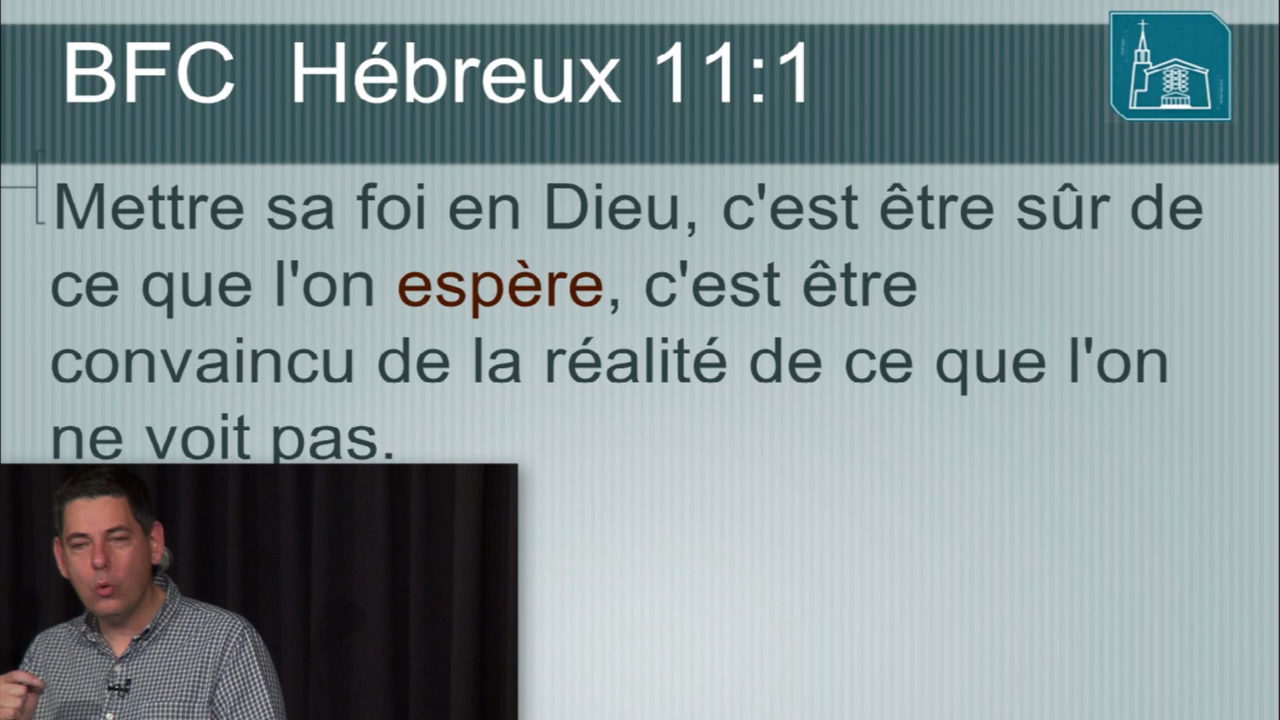 BFC Hébreux 11:1
Mettre sa foi en Dieu, c'est être sûr de
ce que l'on espère, c'est être
convaincu de la réalité de ce que l'on
ne voit pas.